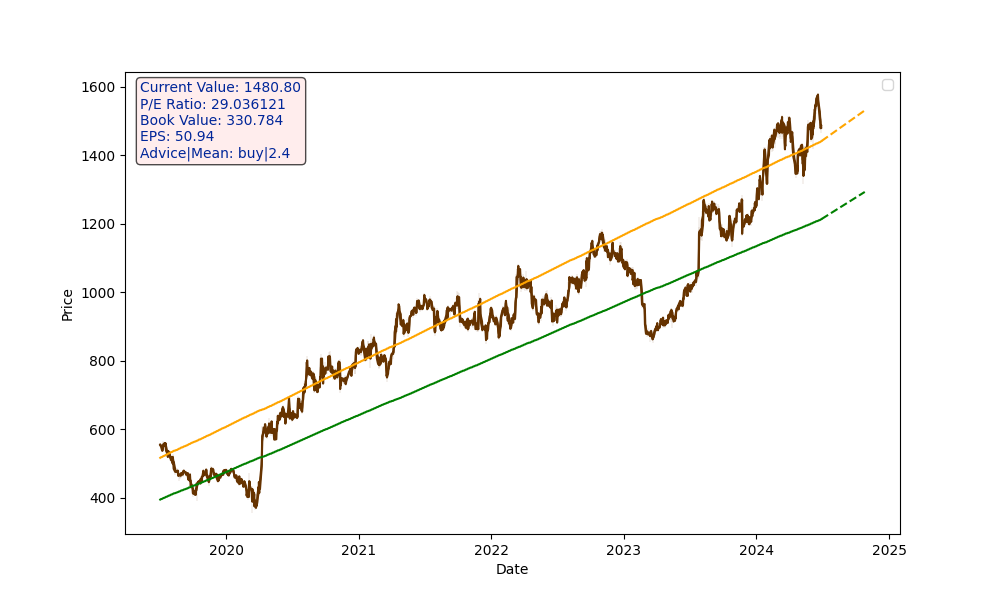 Current Value: 1480.80
P/E Ratio: 29.036121
Book Value: 330.784
EPS: 50.94
Advice|Mean: buy|2.4
1600
1400
1200
1000
800
600
400
Price
2020
2021
2022
2023
2024
2025
Date